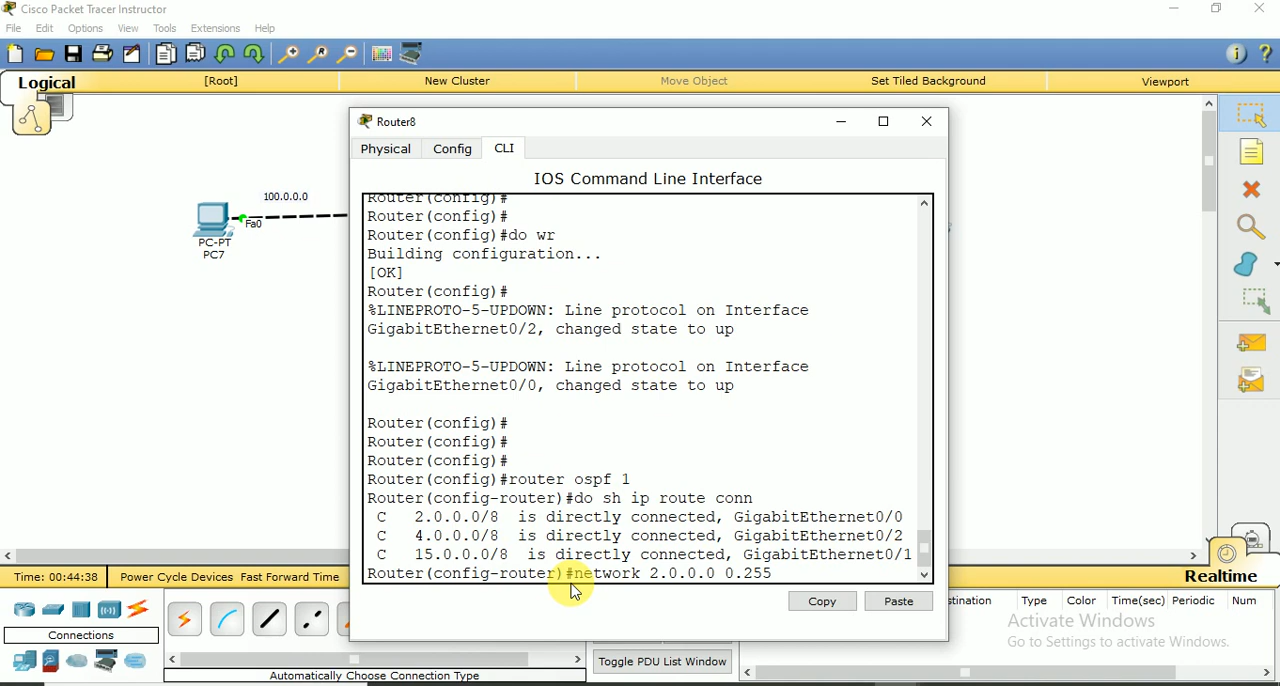 Cisco Packet Tracer Instructor
File Edit Options View Tools Extensions Help
Logical
[Root]
New Cluster
Move Object
Set Tiled Background
Viewport
Router8
Physical Config CLI
IOS Command Line Interface
100.0.0.0
Fa0
PC-PT
PC7
Router(config)#
Router(config)#
Router(config)#do wr
Building configuration...
[OK]
Router(config)#
%LINEPROTO-5-UPDOWN: Line protocol on Interface
GigabitEthernet0/2, changed state to up
%LINEPROTO-5-UPDOWN: Line protocol on Interface
GigabitEthernet0/0, changed state to up
Router(config)#
Router(config)#
Router(config)#
Router(config)#router ospf 1
Router(config-router)#do sh ip route conn
C 2.0.0.0/8 is directly connected, GigabitEthernet0/0
C 4.0.0.0/8 is directly connected, GigabitEthernet0/2
C 15.0.0.0/8 is directly connected, GigabitEthernet0/1
Router(config-router)#network 2.0.0.0 0.255
Copy Paste
Time: 00:44:38 Power Cycle Devices Fast Forward Time
Realtime
Connections
Automatically Choose Connection Type
Toggle PDU List Window
stination Type Color Time(sec) Periodic Num
Activate Windows
Go to Settings to activate Windows.